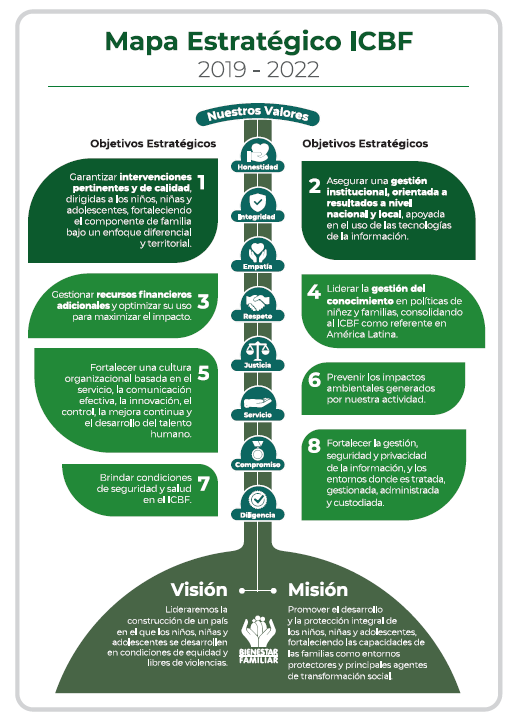 Mapa Estratégico ICBF
2019 - 2022
Nuestros Valores
Objetivos Estratégicos
Objetivos Estratégicos
Honestidad
Integridad
Empatía
Respeto
Justicia
Servicio
Compromiso
Diligencia
1
Garantizar intervenciones
pertinentes y de calidad,
dirigidas a los niños, niñas y
adolescentes, fortaleciendo
el componente de familia
bajo un enfoque diferencial
y territorial.
2
Asegurar una gestión
institucional, orientada a
resultados a nivel
nacional y local, apoyada
en el uso de las tecnologías
de la información.
3
Gestionar recursos financieros
adicionales y optimizar su uso
para maximizar el impacto.
4
Liderar la gestión del
conocimiento en políticas de
niñez y familias, consolidando
al ICBF como referente en
América Latina.
5
Fortalecer una cultura
organizacional basada en el
servicio, la comunicación
efectiva, la innovación, el
control, la mejora continua y
el desarrollo del talento
humano.
6
Prevenir los impactos
ambientales generados
por nuestra actividad.
7
Brindar condiciones
de seguridad y salud
en el ICBF.
8
Fortalecer la gestión,
seguridad y privacidad
de la información, y los
entornos donde es tratada,
gestionada, administrada
y custodiada.
Visión
Lideraremos la
construcción de un país
en el que los niños, niñas y
adolescentes se desarrollen
en condiciones de equidad y
libres de violencias.
BIENESTAR
FAMILIAR
Misión
Promover el desarrollo
y la protección integral de
los niños, niñas y adolescentes,
fortaleciendo las capacidades de
las familias como entornos
protectores y principales agentes
de transformación social.